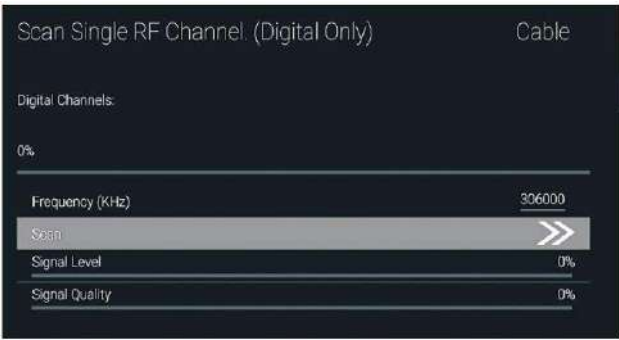 Scan Single RF Channel. (Digital Only) Cable
Digital Channels:
0%
Frequency (KHz) 306000
Scan
Signal Level 0%
Signal Quality 0%